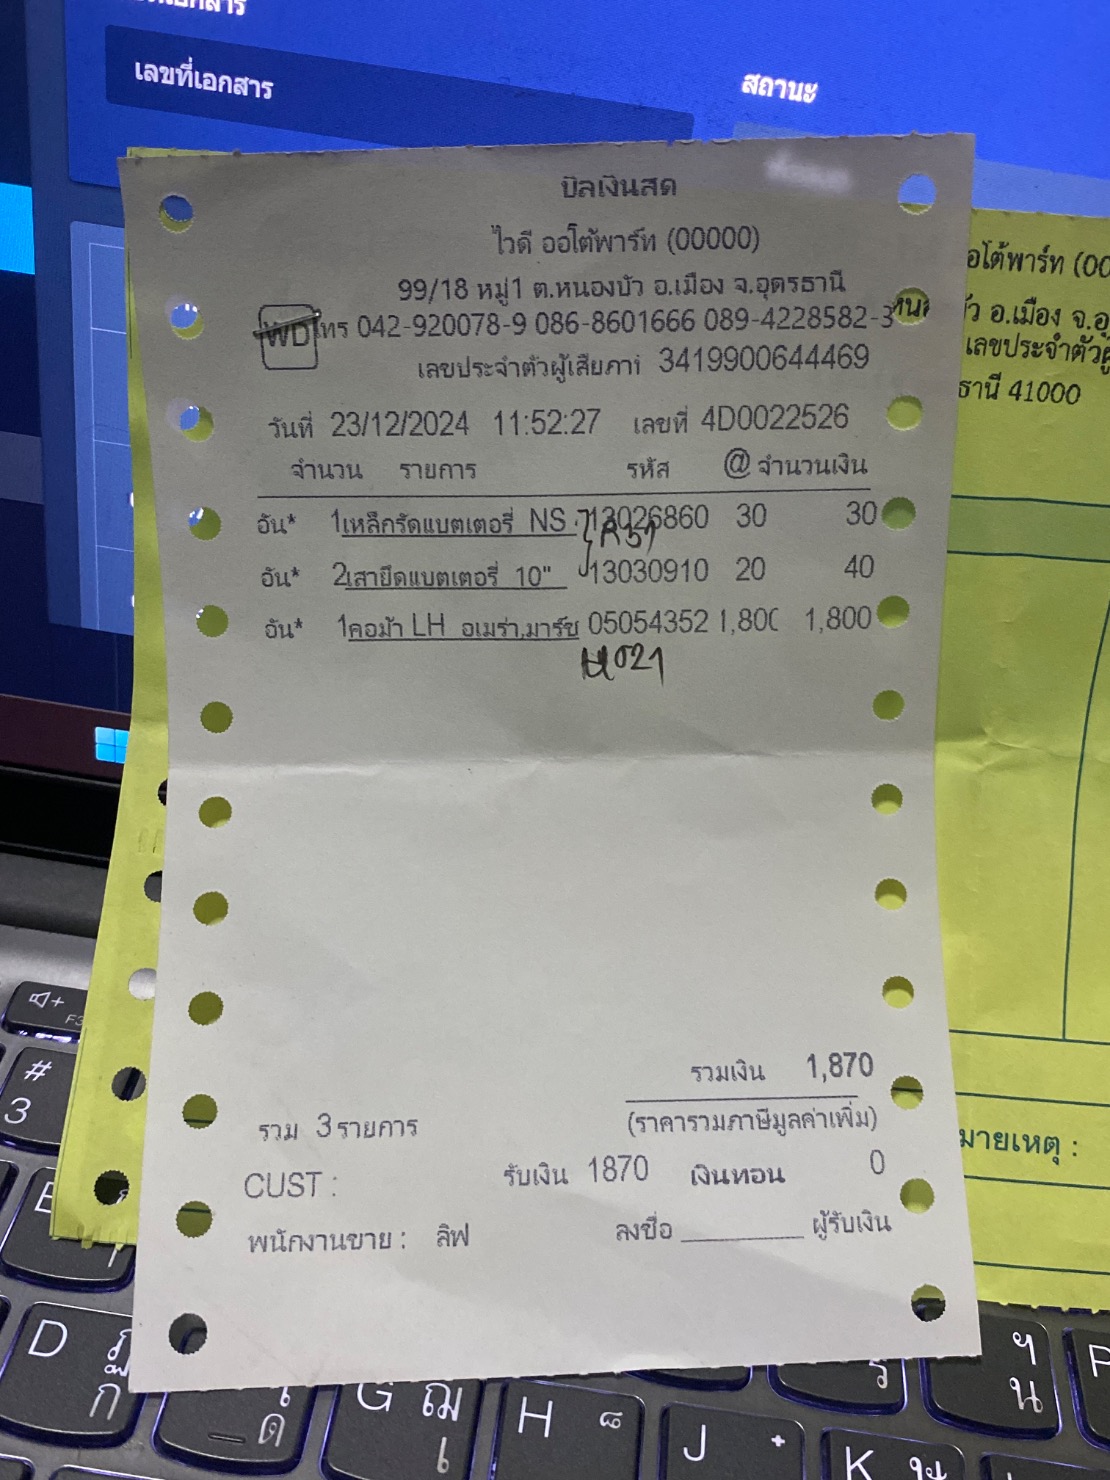 เลขที่เอกสาร
สถานะ
บิลเงินสด
ไวดี ออโต้พาร์ท (00000)
99/18 หมู่1 ต.หนองบัว อ.เมือง จ.อุดรธานี
WD โทร 042-920078-9 086-8601666 089-4228582-3
เลขประจำตัวผู้เสียภาษี 3419900644469
วันที่ 23/12/2024 11:52:27 เลขที่ 4D0022526
จำนวน รายการ รหัส @ จำนวนเงิน
อัน* 1 เหล็กรัดแบตเตอรี่ NS 13026860 30 30
อัน* 2 เสายึดแบตเตอรี่ 10" 13030910 20 40
อัน* 1 คอม้า LH อเมร่า,มาร์ช 05054352 1,800 1,800
รวมเงิน 1,870
(ราคารวมภาษีมูลค่าเพิ่ม)
รวม 3 รายการ
รับเงิน 1870 เงินทอน 0
CUST :
พนักงานขาย : ลิฟ
ลงชื่อ ผู้รับเงิน
อโต้พาร์ท (00
ัว อ.เมือง จ.อุ
เลขประจำตัวผู้
ธานี 41000
มายเหตุ :
F3
#
3
E
D
G
H
J
K
P